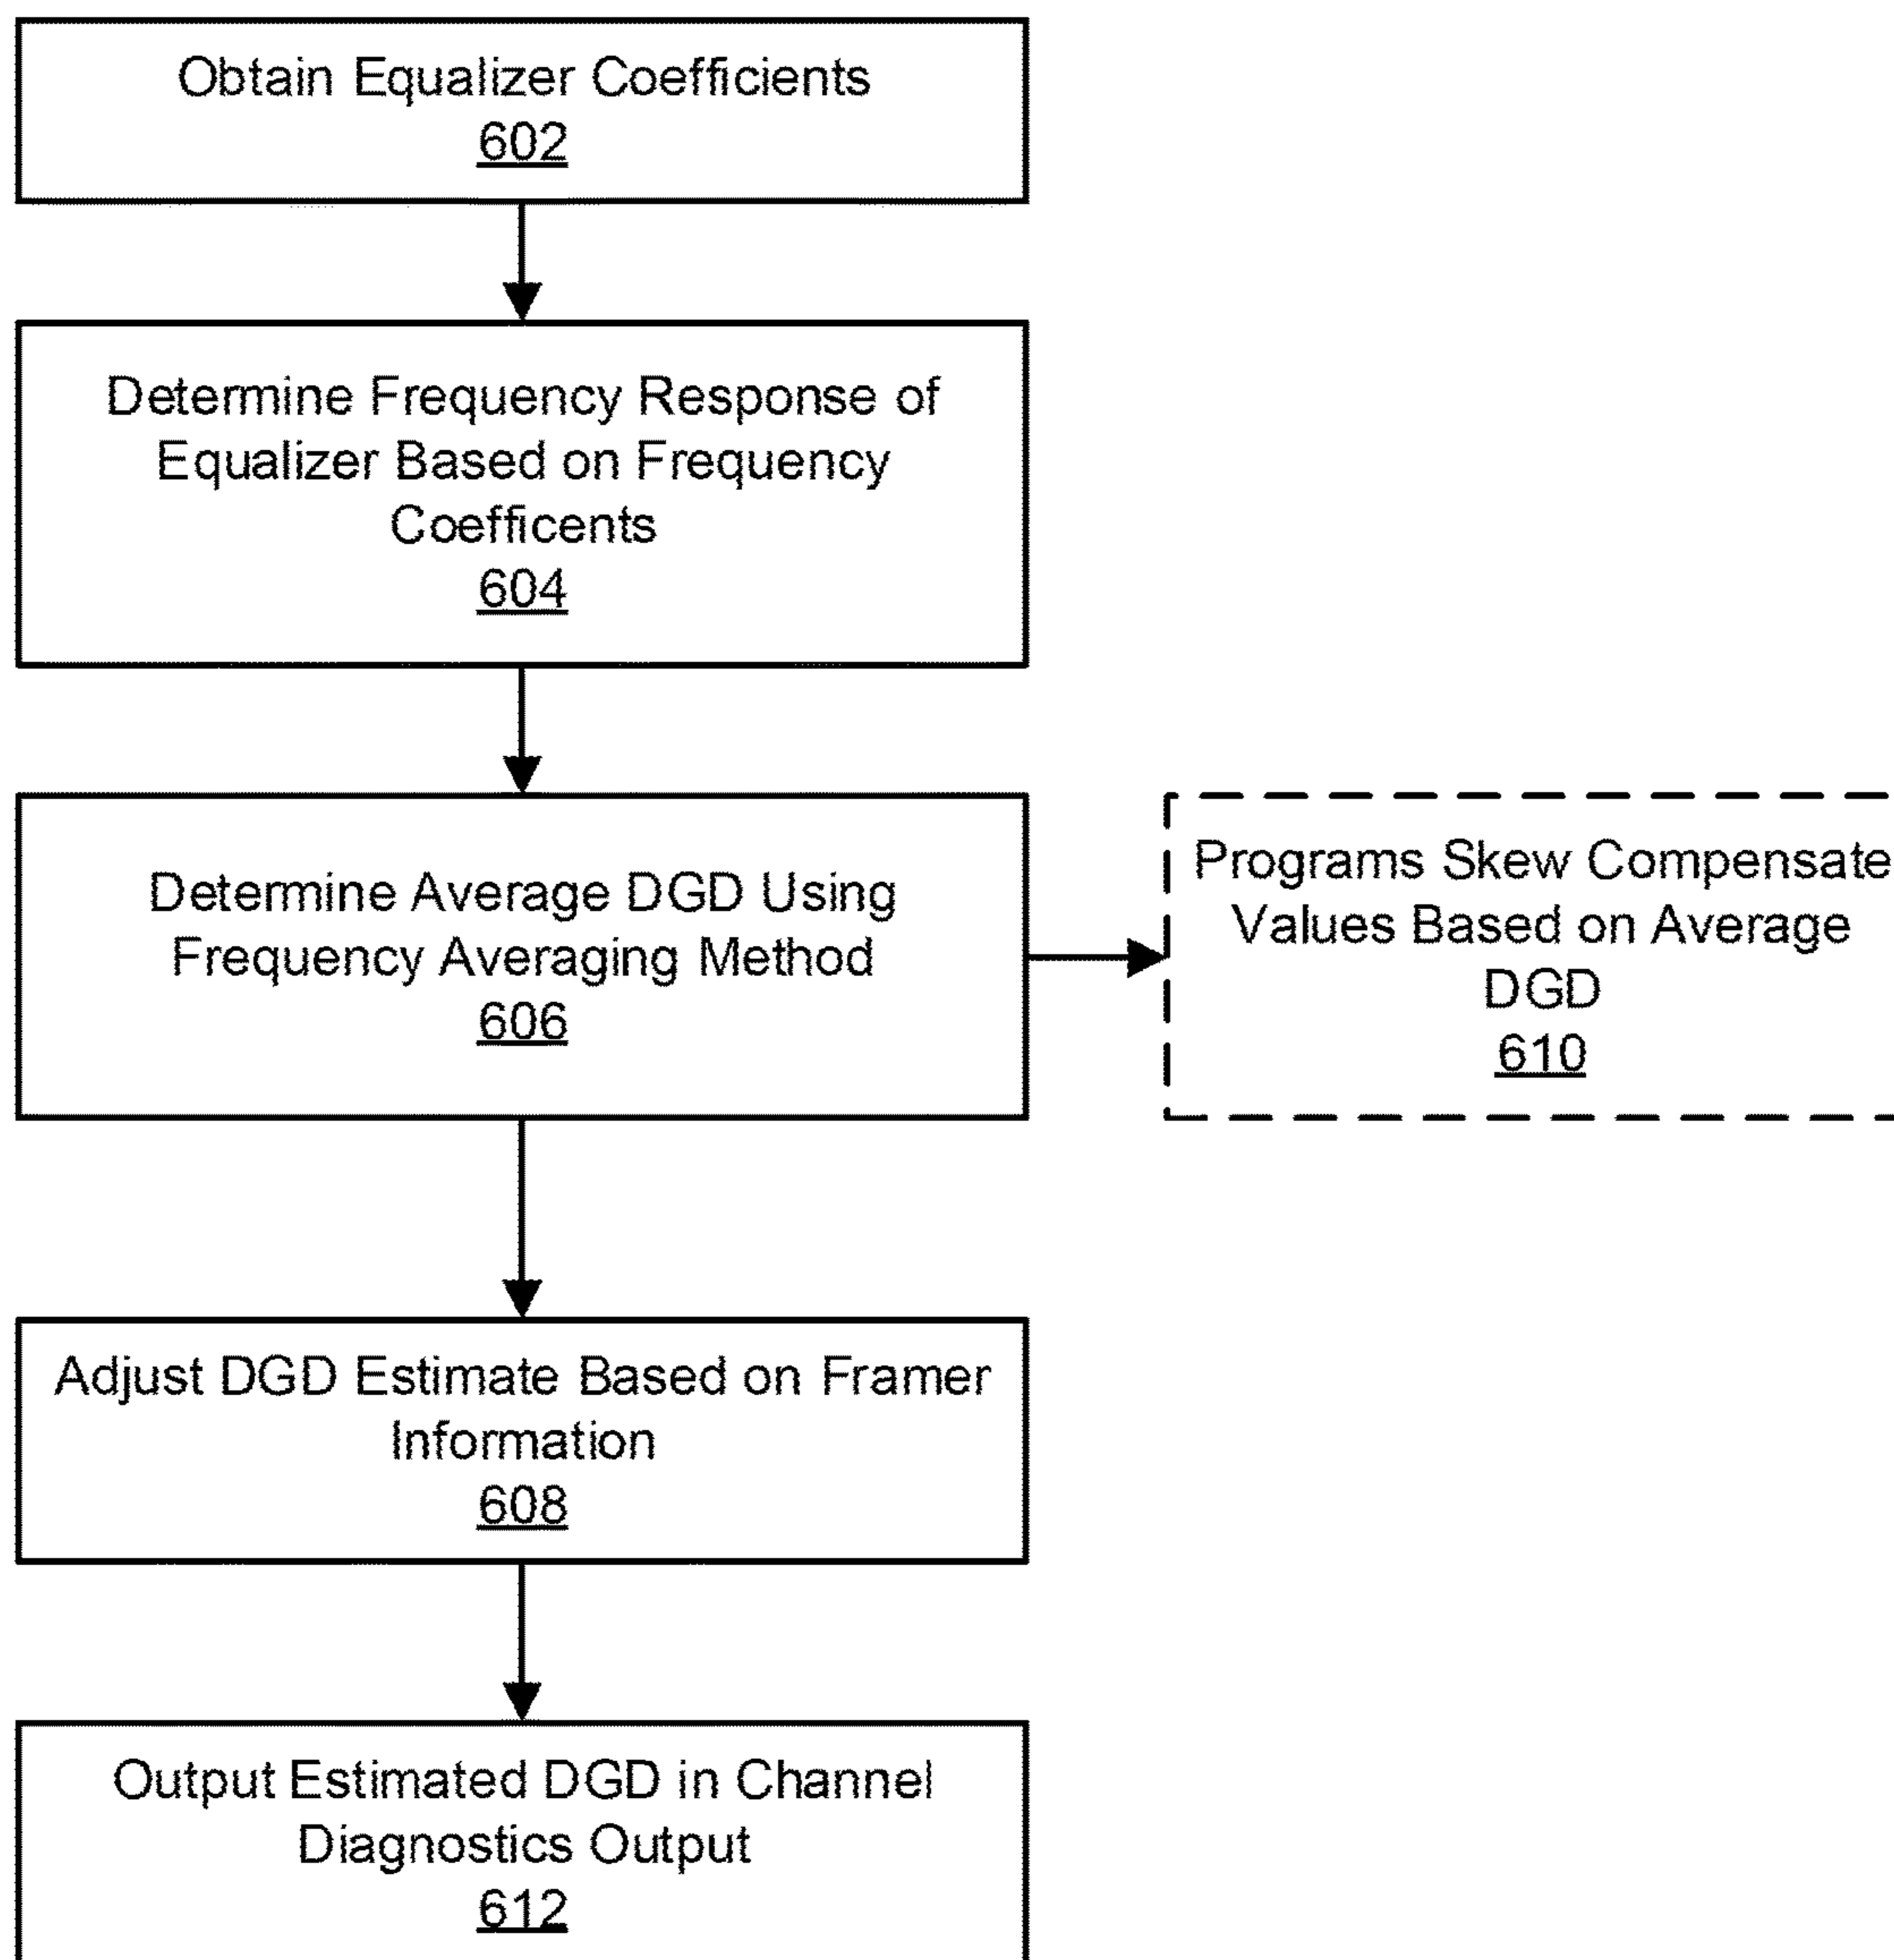 Obtain Equalizer Coefficients
602
Determine Frequency Response of
Equalizer Based on Frequency
Coefficents
604
Determine Average DGD Using
Frequency Averaging Method
606
Programs Skew Compensate
Values Based on Average
DGD
610
Adjust DGD Estimate Based on Framer
Information
608
Output Estimated DGD in Channel
Diagnostics Output
612